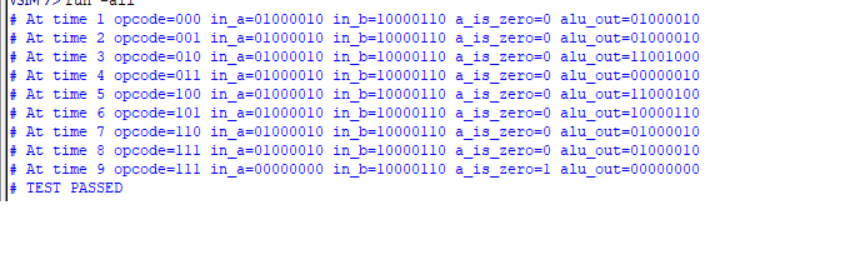 VSIM 7> run -all
# At time 1 opcode=000 in_a=01000010 in_b=10000110 a_is_zero=0 alu_out=01000010
# At time 2 opcode=001 in_a=01000010 in_b=10000110 a_is_zero=0 alu_out=01000010
# At time 3 opcode=010 in_a=01000010 in_b=10000110 a_is_zero=0 alu_out=11001000
# At time 4 opcode=011 in_a=01000010 in_b=10000110 a_is_zero=0 alu_out=00000010
# At time 5 opcode=100 in_a=01000010 in_b=10000110 a_is_zero=0 alu_out=11000100
# At time 6 opcode=101 in_a=01000010 in_b=10000110 a_is_zero=0 alu_out=10000110
# At time 7 opcode=110 in_a=01000010 in_b=10000110 a_is_zero=0 alu_out=01000010
# At time 8 opcode=111 in_a=01000010 in_b=10000110 a_is_zero=0 alu_out=01000010
# At time 9 opcode=111 in_a=00000000 in_b=10000110 a_is_zero=1 alu_out=00000000
# TEST PASSED